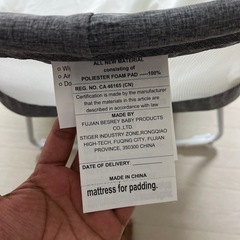 • Wi
• Air
• Do
ALL NEW MATERIAL
consisting of
POLIESTER FOAM PAD -----100%
REG. NO. CA 48165 (CN)
Certification is made by the manufacturer
that the materials in this article are
described in accordance with law.
MADE BY
FUJIAN BESREY BABY PRODUCTS
CO.,LTD.
STIGER INDUSTRY ZONE,RONGQIAO
HIGH-TECH, FUQING CITY, FUJIAN
PROVINCE, 350300 CHINA
DATE OF DELIVERY:
MADE IN CHINA
mattress for padding.